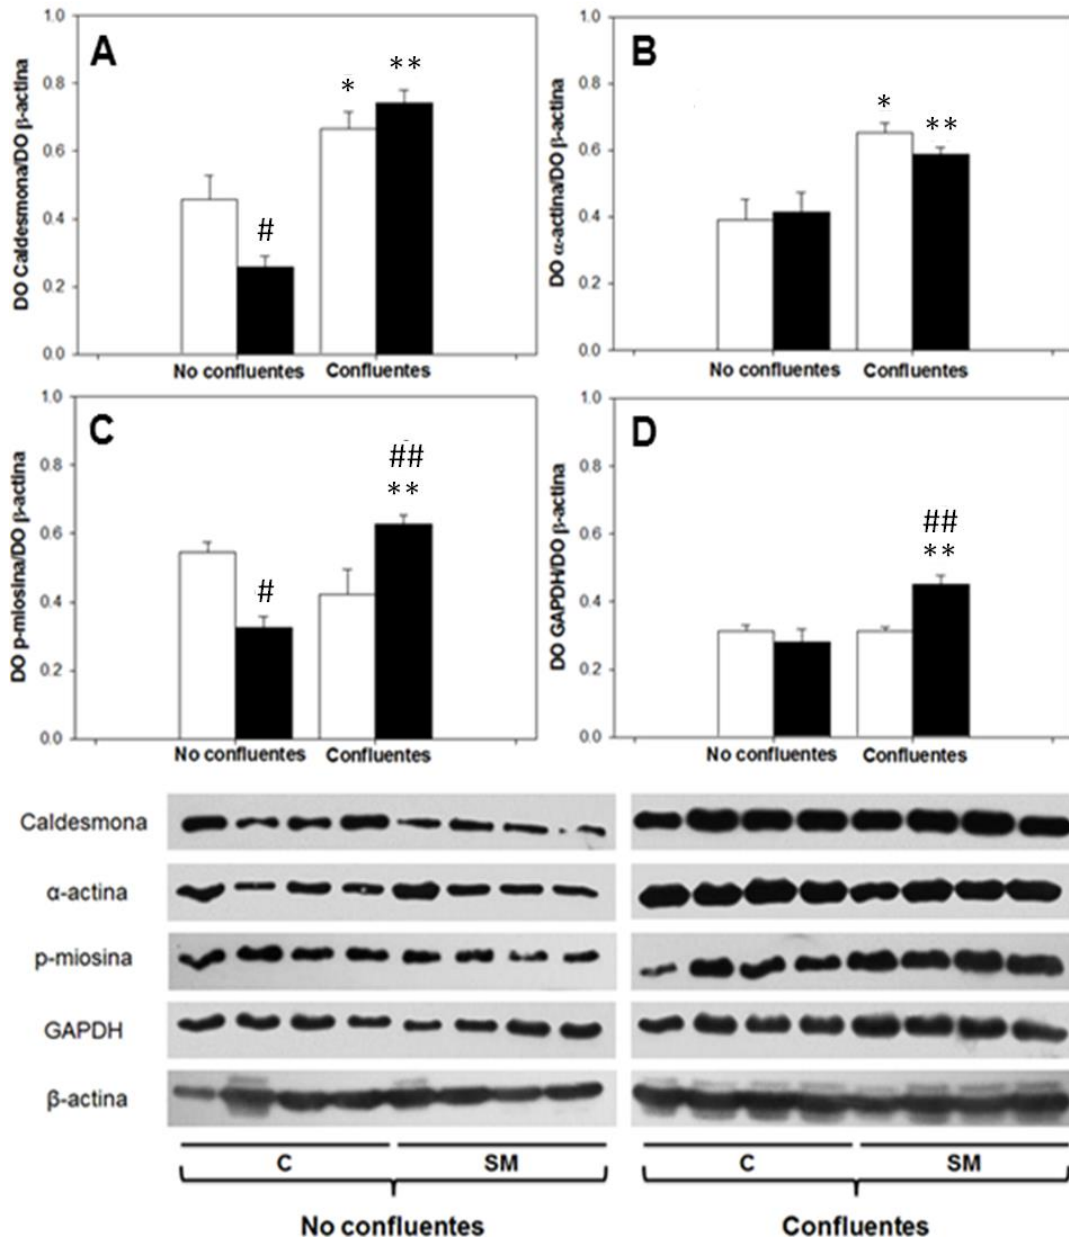 A
DO Caldesmona/DO β-actina
1.0
0.8
0.6
0.4
0.2
0.0
*
**
#
No confluentes Confluentes
B
DO α-actina/DO β-actina
1.0
0.8
0.6
0.4
0.2
0.0
*
**
No confluentes Confluentes
C
DO p-miosina/DO β-actina
1.0
0.8
0.6
0.4
0.2
0.0
##
**
#
No confluentes Confluentes
D
DO GAPDH/DO β-actina
1.0
0.8
0.6
0.4
0.2
0.0
##
**
No confluentes Confluentes
Caldesmona
α-actina
p-miosina
GAPDH
β-actina
C SM C SM
No confluentes Confluentes